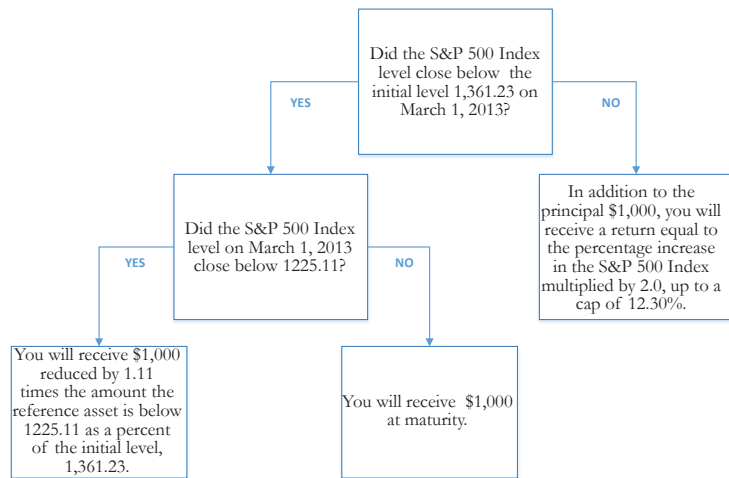 Did the S&P 500 Index
level close below the
initial level 1,361.23 on
March 1, 2013?
YES
NO
Did the S&P 500 Index
level on March 1, 2013
close below 1225.11?
In addition to the
principal $1,000, you will
receive a return equal to
the percentage increase
in the S&P 500 Index
multiplied by 2.0, up to a
cap of 12.30%.
YES
NO
You will receive $1,000
reduced by 1.11
times the amount the
reference asset is below
1225.11 as a percent
of the initial level,
1,361.23.
You will receive $1,000
at maturity.